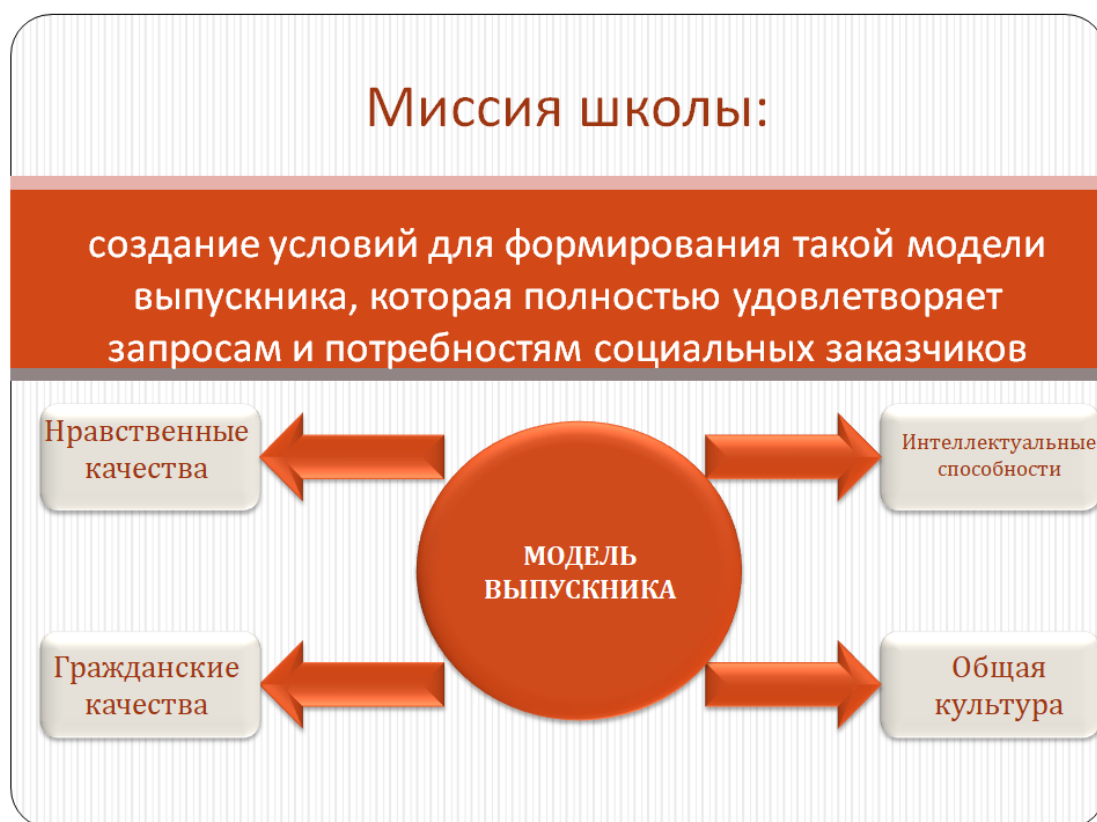 Миссия школы:
создание условий для формирования такой модели
выпускника, которая полностью удовлетворяет
запросам и потребностям социальных заказчиков
Нравственные
качества
Интеллектуальные
способности
МОДЕЛЬ
ВЫПУСКНИКА
Гражданские
качества
Общая
культура